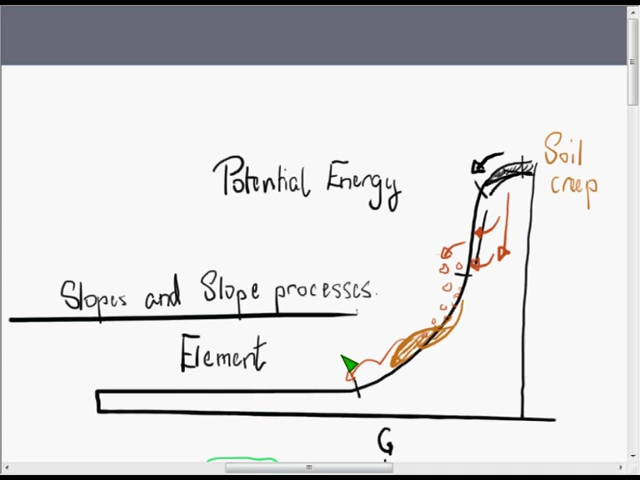 Soil
creep
Potential Energy
Slopes and Slope processes.
Element
G